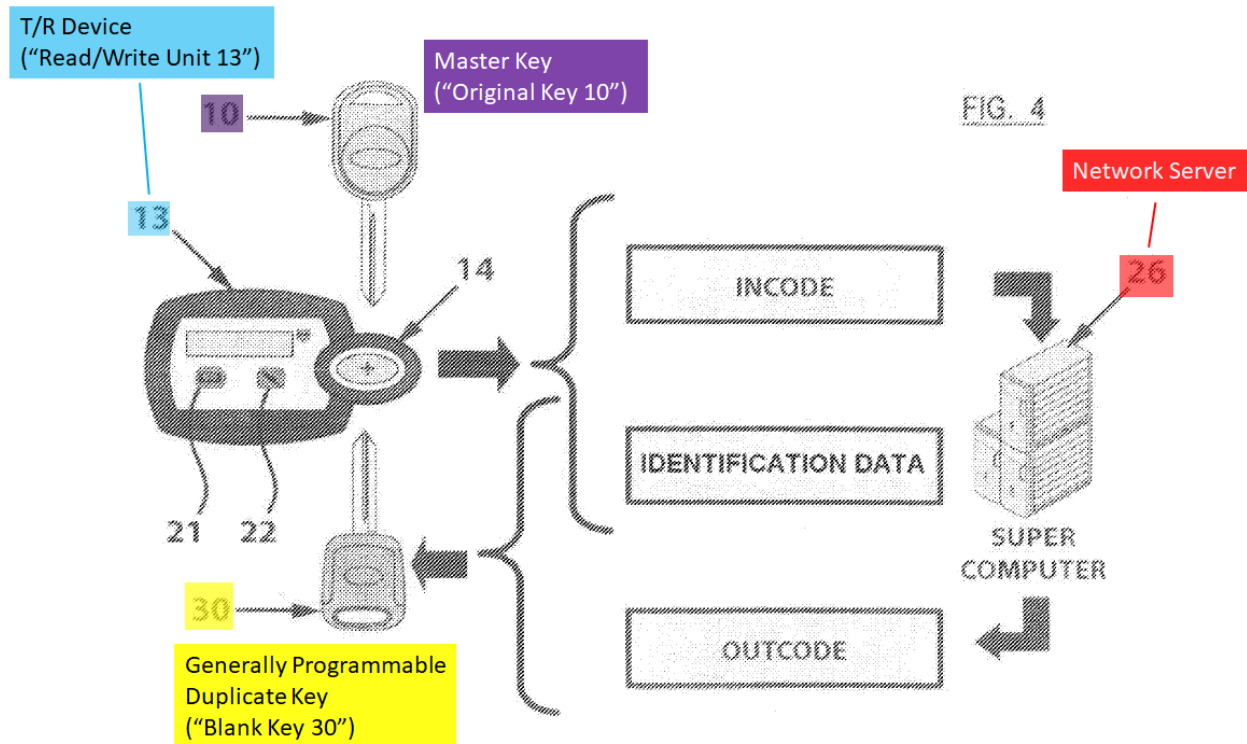 T/R Device
(“Read/Write Unit 13”)
Master Key
(“Original Key 10”)
10
FIG. 4
Network Server
13
14
26
INCODE
IDENTIFICATION DATA
21
22
SUPER
COMPUTER
30
OUTCODE
Generally Programmable
Duplicate Key
(“Blank Key 30”)